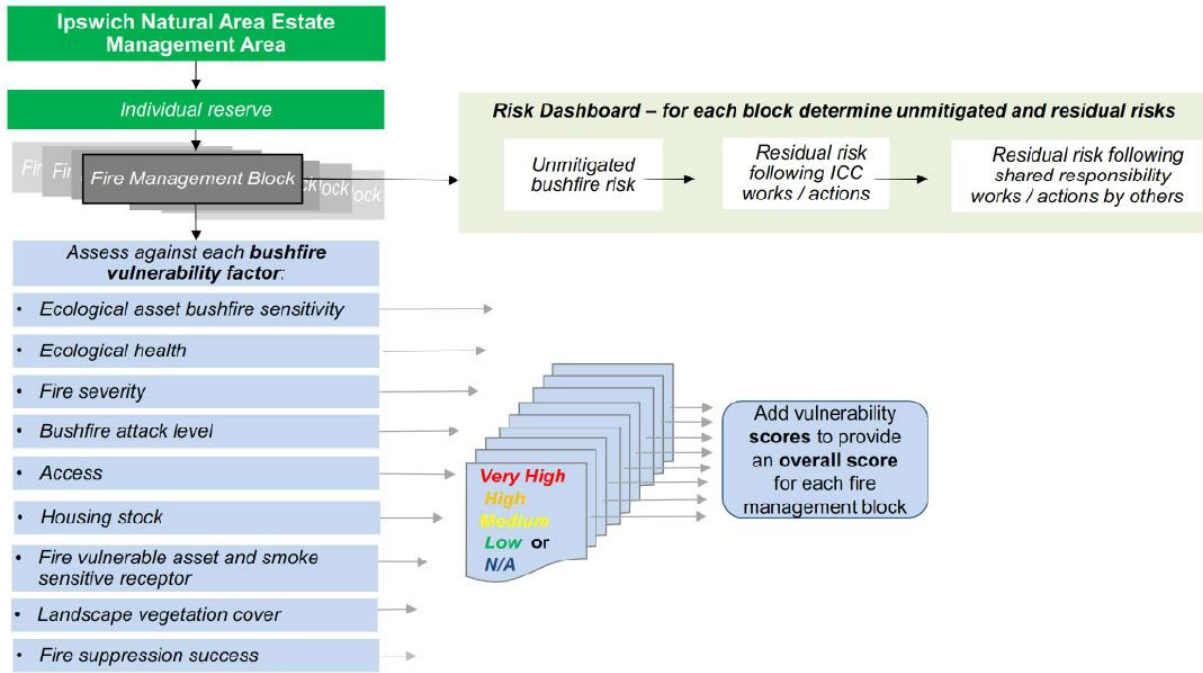 Ipswich Natural Area Estate
Management Area
Individual reserve
Fire Management Block
Risk Dashboard – for each block determine unmitigated and residual risks
Unmitigated
bushfire risk
Residual risk
following ICC
works / actions
Residual risk following
shared responsibility
works / actions by others
Assess against each bushfire
vulnerability factor:
• Ecological asset bushfire sensitivity
• Ecological health
• Fire severity
• Bushfire attack level
• Access
• Housing stock
• Fire vulnerable asset and smoke
sensitive receptor
• Landscape vegetation cover
• Fire suppression success
Very High
High
Medium
Low or
N/A
Add vulnerability
scores to provide
an overall score
for each fire
management block